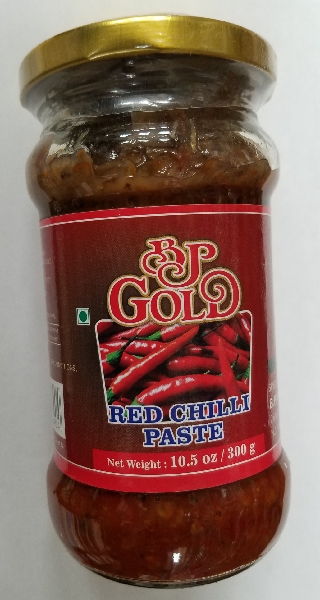 BP
GOLD
RED CHILLI
PASTE
Net Weight : 10.5 oz / 300 g